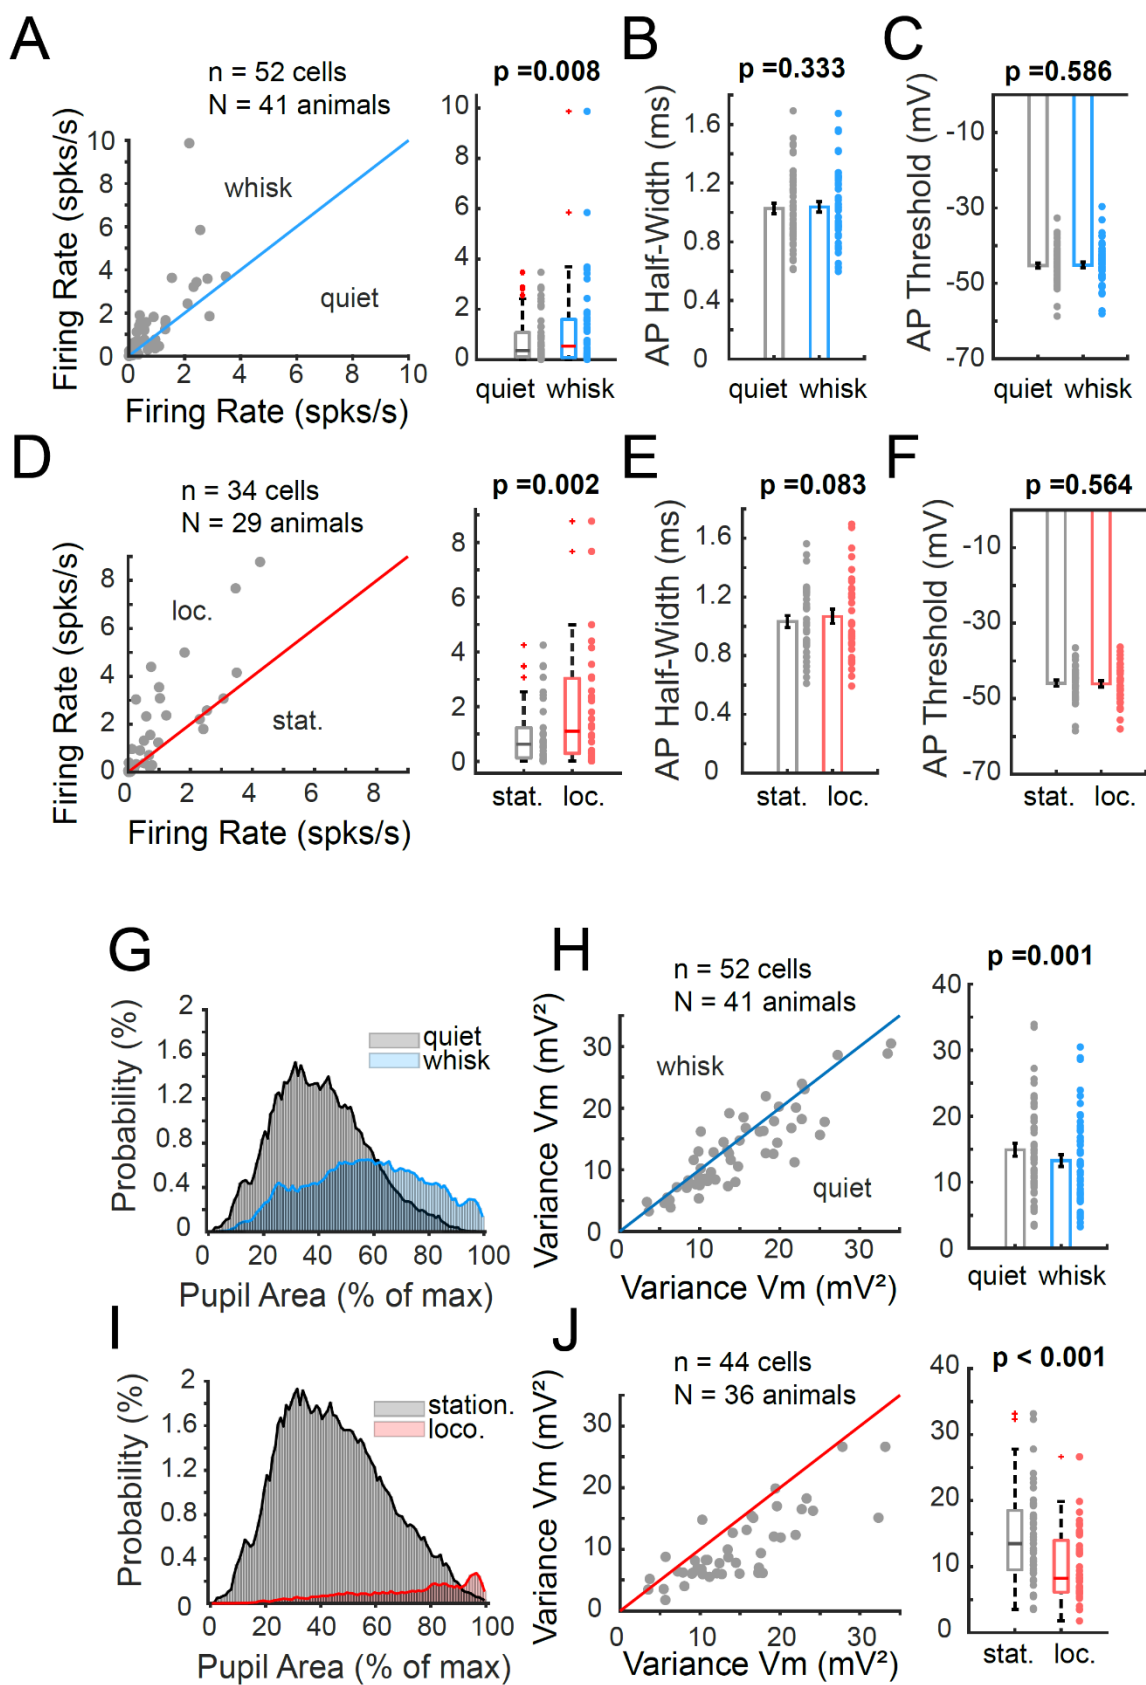 A
n = 52 cells
N = 41 animals
Firing Rate (spks/s)
10
8
6
4
2
0
whisk
quiet
0 2 4 6 8 10
Firing Rate (spks/s)
p =0.008
10
8
6
4
2
0
quiet whisk
B
p =0.333
AP Half-Width (ms)
1.6
1.2
0.8
0.4
0
quiet whisk
C
p =0.586
AP Threshold (mV)
-10
-30
-50
-70
quiet whisk
D
n = 34 cells
N = 29 animals
Firing Rate (spks/s)
8
6
4
2
0
loc.
stat.
0 2 4 6 8
Firing Rate (spks/s)
p =0.002
8
6
4
2
0
stat. loc.
E
p =0.083
AP Half-Width (ms)
1.6
1.2
0.8
0.4
0
stat. loc.
F
p =0.564
AP Threshold (mV)
-10
-30
-50
-70
stat. loc.
G
Probability (%)
2
1.6
1.2
0.8
0.4
0
quiet
whisk
0 20 40 60 80 100
Pupil Area (% of max)
H
n = 52 cells
N = 41 animals
Variance Vm (mV²)
30
20
10
0
whisk
quiet
0 10 20 30
Variance Vm (mV²)
p =0.001
40
30
20
10
0
quiet whisk
I
Probability (%)
2
1.6
1.2
0.8
0.4
0
station.
loco.
0 20 40 60 80 100
Pupil Area (% of max)
J
n = 44 cells
N = 36 animals
Variance Vm (mV²)
30
20
10
0
0 10 20 30
Variance Vm (mV²)
p < 0.001
40
30
20
10
0
stat. loc.